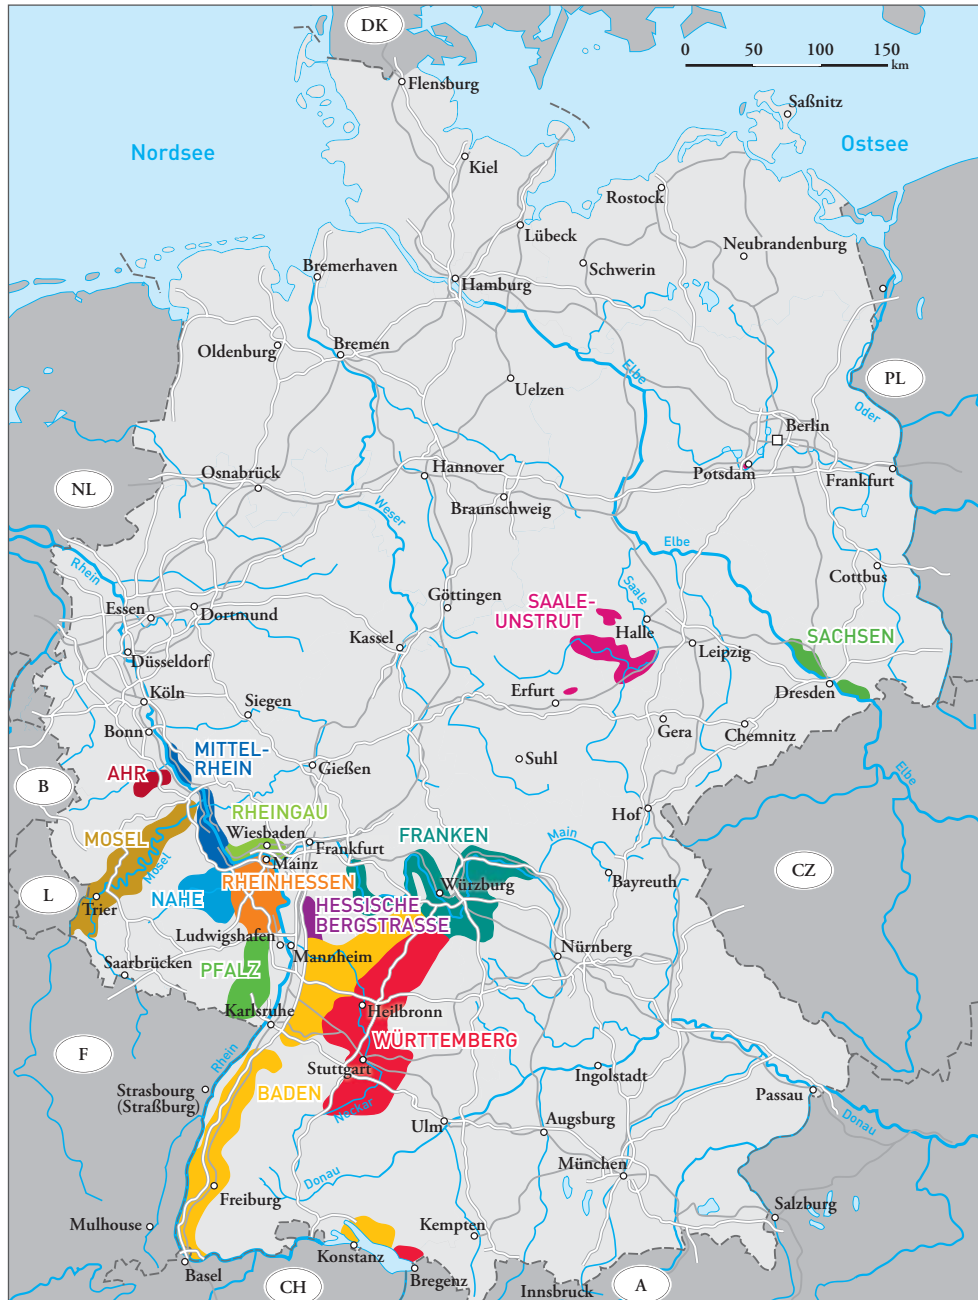 DK
0 50 100 150
km
Flensburg
Saßnitz
Nordsee
Ostsee
Kiel
Rostock
Lübeck
Neubrandenburg
Bremerhaven
Schwerin
Hamburg
Oldenburg
Bremen
Elbe
PL
Uelzen
Oder
Berlin
Osnabrück
Hannover
Potsdam
Frankfurt
NL
Braunschweig
Weser
Elbe
Rhein
Cottbus
Saale
Göttingen
SAALE-
UNSTRUT
Essen
Dortmund
Halle
SACHSEN
Kassel
Leipzig
Düsseldorf
Erfurt
Dresden
Köln
Siegen
Bonn
Gera
Chemnitz
MITTEL-
RHEIN
Suhl
AHR
Gießen
Elbe
B
Hof
RHEINGAU
MOSEL
Wiesbaden
Frankfurt
FRANKEN
Main
Mosel
Mainz
CZ
L
RHEINHESSEN
Würzburg
Bayreuth
NAHE
HESSISCHE
BERGSTRASSE
Trier
Ludwigshafen
Nürnberg
Saarbrücken
Mannheim
PFALZ
Karlsruhe
Heilbronn
F
Rhein
WÜRTTEMBERG
Stuttgart
Ingolstadt
Strasbourg
(Straßburg)
BADEN
Passau
Neckar
Ulm
Augsburg
Donau
München
Donau
Freiburg
Salzburg
Mulhouse
Kempten
Konstanz
Basel
Bregenz
CH
Innsbruck
A